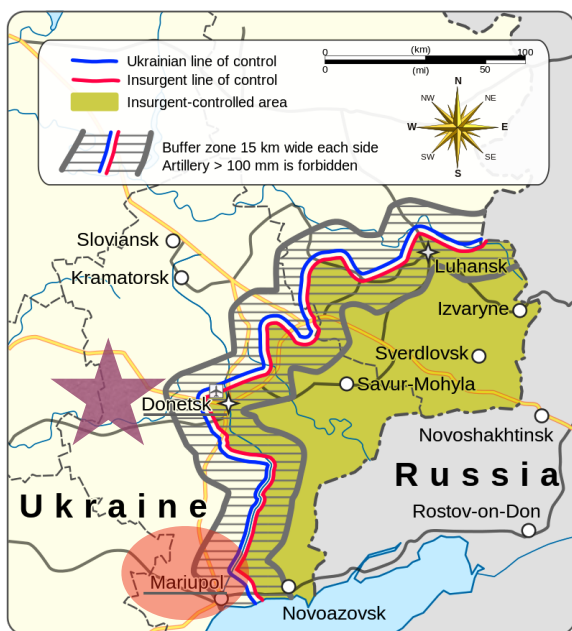 (km)
0 100
Ukrainian line of control
0 50
(mi)
Insurgent line of control
N
NW NE
Insurgent-controlled area
W E
Buffer zone 15 km wide each side
SW SE
Artillery > 100 mm is forbidden
S
Sloviansk
Luhansk
Kramatorsk
Izvaryne
Sverdlovsk
Savur-Mohyla
Donetsk
Novoshakhtinsk
Russia
Ukraine
Rostov-on-Don
Mariupol
Novoazovsk